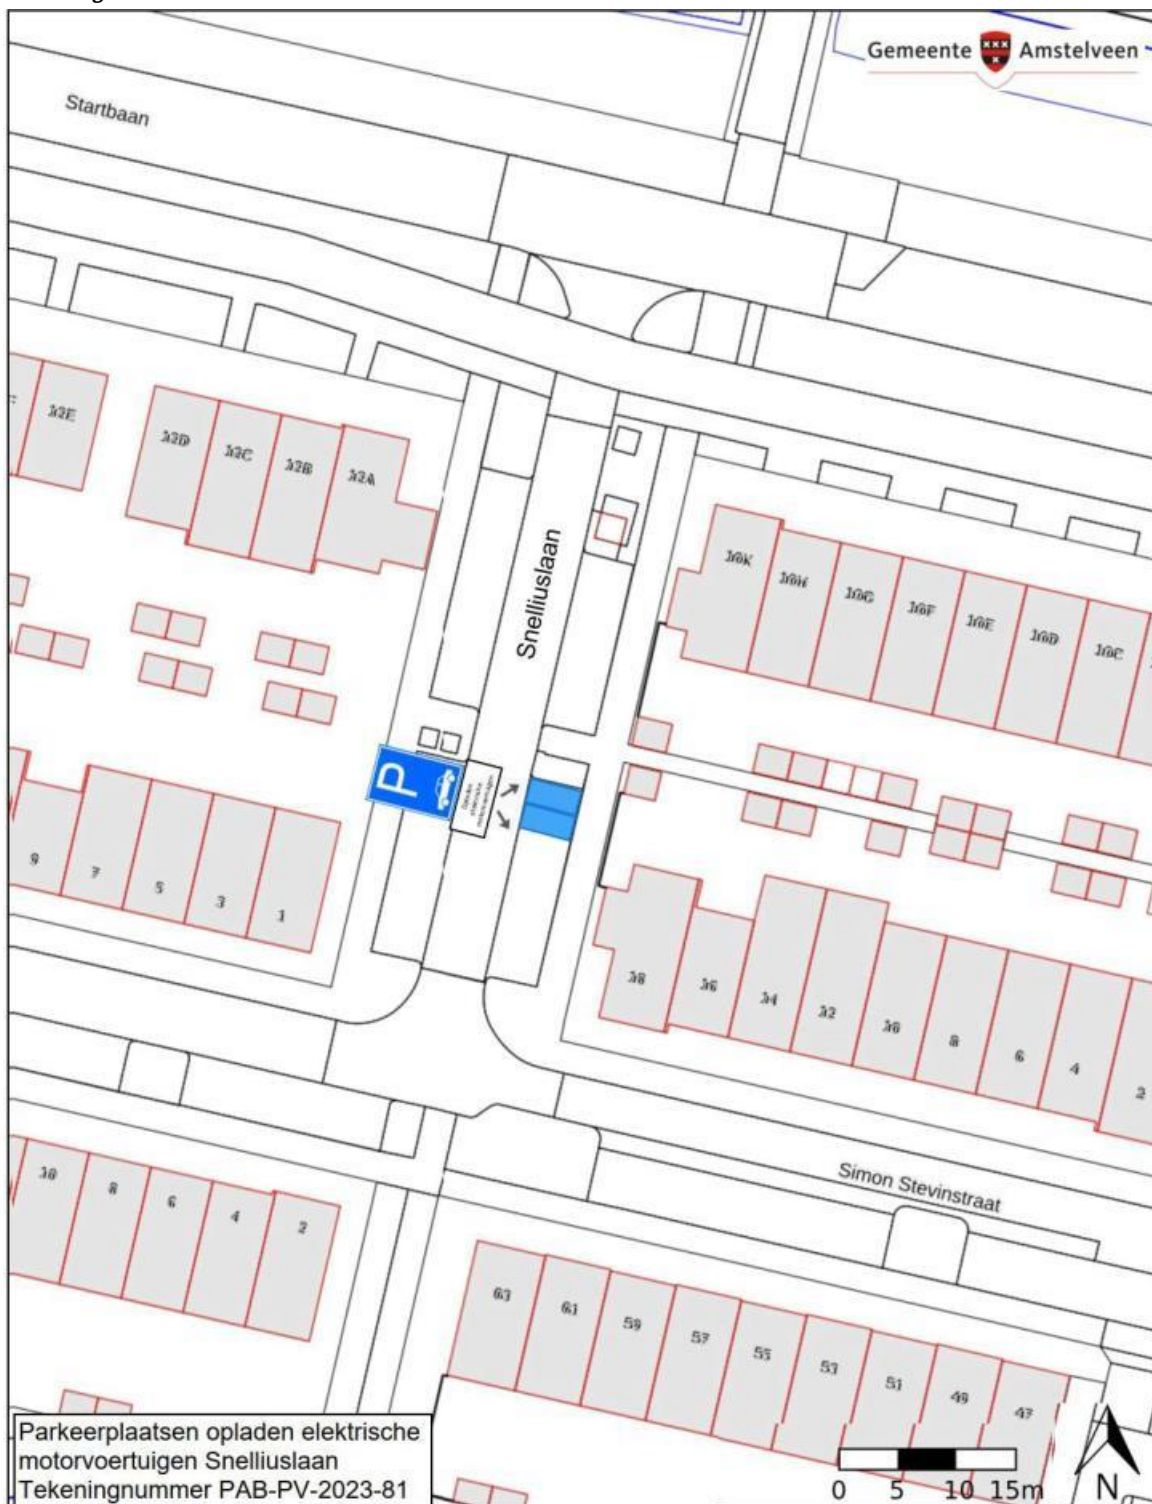 Gemeente Amstelveen
Startbaan
12E
12D
12C
12B
12A
Snelliuslaan
10K
10H
10G
10F
10E
10D
10C
P
Opladen
elektrische
motorvoertuigen
9
7
5
3
1
18
16
14
12
10
8
6
4
2
10
8
6
4
2
Simon Stevinstraat
63
61
59
57
55
53
51
49
47
Parkeerplaatsen opladen elektrische
motorvoertuigen Snelliuslaan
Tekeningnummer PAB-PV-2023-81
0 5 10 15m
N